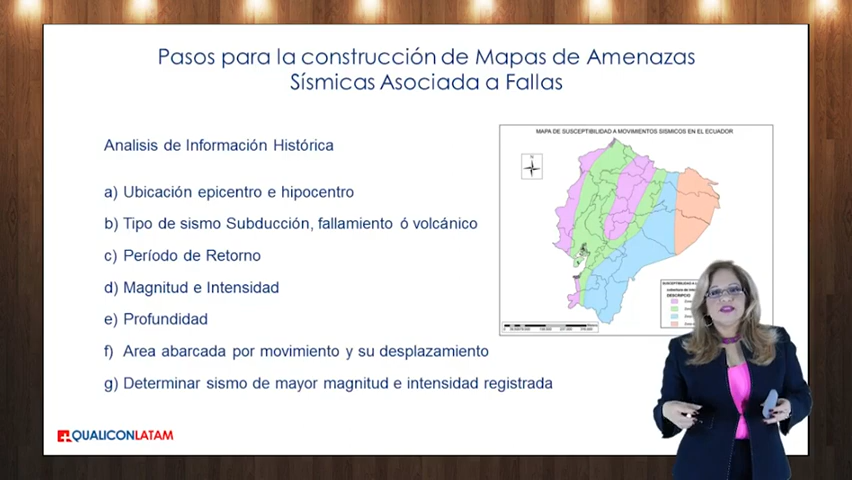 Pasos para la construcción de Mapas de Amenazas
Sísmicas Asociada a Fallas
Analisis de Información Histórica
MAPA DE SUSCEPTIBILIDAD A MOVIMIENTOS SISMICOS EN EL ECUADOR
N
a) Ubicación epicentro e hipocentro
b) Tipo de sismo Subducción, fallamiento ó volcánico
c) Período de Retorno
d) Magnitud e Intensidad
e) Profundidad
f) Area abarcada por movimiento y su desplazamiento
g) Determinar sismo de mayor magnitud e intensidad registrada
DESCRIPCIO
QUALICONLATAM